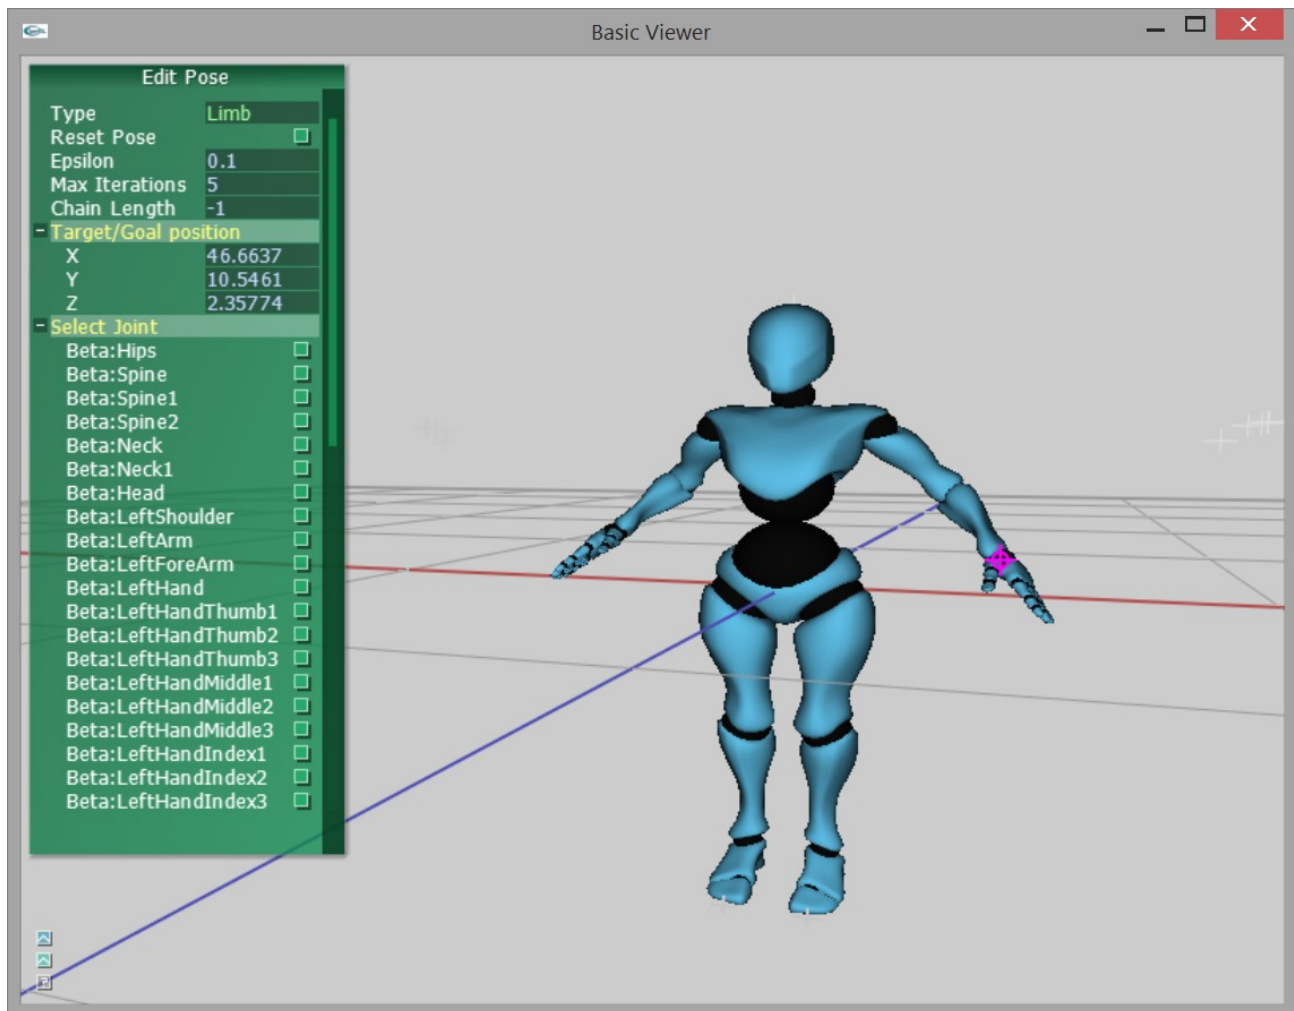 Basic Viewer
Edit Pose
Type Limb
Reset Pose
Epsilon 0.1
Max Iterations 5
Chain Length -1
Target/Goal position
X 46.6637
Y 10.5461
Z 2.35774
Select Joint
Beta:Hips
Beta:Spine
Beta:Spine1
Beta:Spine2
Beta:Neck
Beta:Neck1
Beta:Head
Beta:LeftShoulder
Beta:LeftArm
Beta:LeftForeArm
Beta:LeftHand
Beta:LeftHandThumb1
Beta:LeftHandThumb2
Beta:LeftHandThumb3
Beta:LeftHandMiddle1
Beta:LeftHandMiddle2
Beta:LeftHandMiddle3
Beta:LeftHandIndex1
Beta:LeftHandIndex2
Beta:LeftHandIndex3